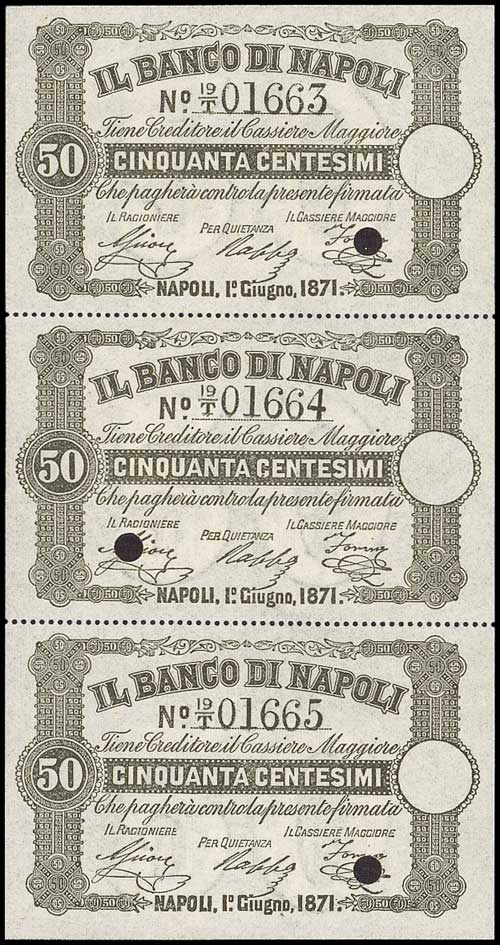 IL BANCO DI NAPOLI
No. 19/T 01663
Tiene Creditore il Cassiere Maggiore
50 CINQUANTA CENTESIMI
Che pagherà contro la presente firmata
IL RAGIONIERE PER QUIETANZA IL CASSIERE MAGGIORE
NAPOLI, 1o. Giugno, 1871.
IL BANCO DI NAPOLI
No. 19/T 01664
Tiene Creditore il Cassiere Maggiore
50 CINQUANTA CENTESIMI
Che pagherà contro la presente firmata
IL RAGIONIERE PER QUIETANZA IL CASSIERE MAGGIORE
NAPOLI, 1o. Giugno, 1871.
IL BANCO DI NAPOLI
No. 19/T 01665
Tiene Creditore il Cassiere Maggiore
50 CINQUANTA CENTESIMI
Che pagherà contro la presente firmata
IL RAGIONIERE PER QUIETANZA IL CASSIERE MAGGIORE
NAPOLI, 1o. Giugno, 1871.